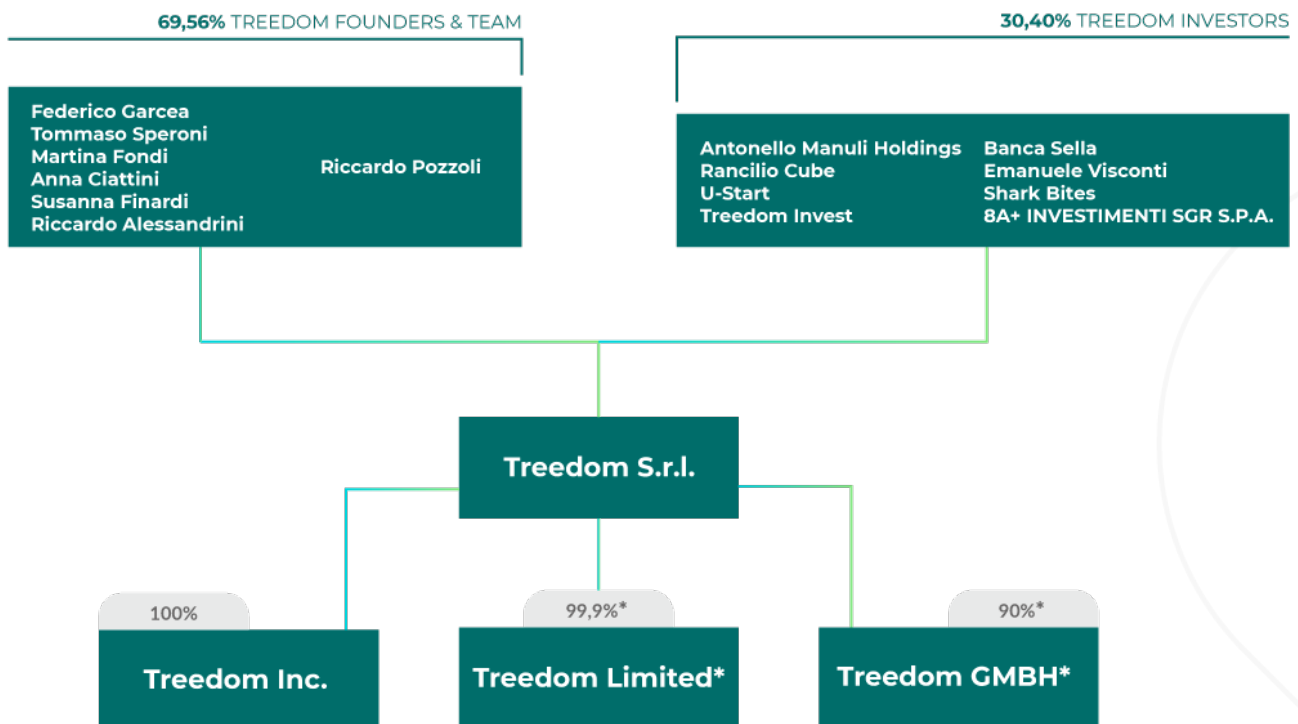 69,56% TREEDOM FOUNDERS & TEAM
30,40% TREEDOM INVESTORS
Federico Garcea
Tommaso Speroni
Martina Fondi
Anna Ciattini
Susanna Finardi
Riccardo Alessandrini
Riccardo Pozzoli
Antonello Manuli Holdings
Rancilio Cube
U-Start
Treedom Invest
Banca Sella
Emanuele Visconti
Shark Bites
8A+ INVESTIMENTI SGR S.P.A.
Treedom S.r.l.
100%
Treedom Inc.
99,9%*
Treedom Limited*
90%*
Treedom GMBH*